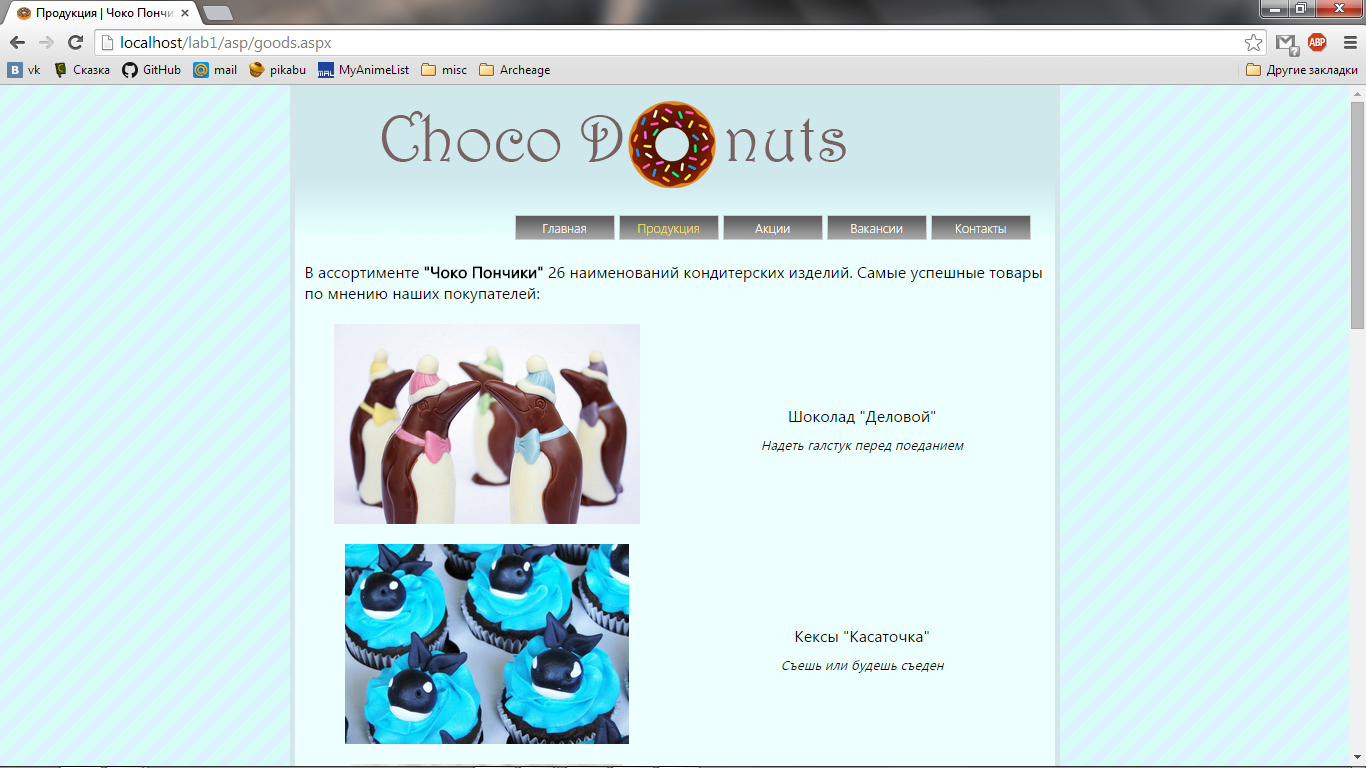 Продукция | Чоко Пончи
localhost/lab1/asp/goods.aspx
ABP
B vk Сказка GitHub mail pikabu MAL MyAnimeList misc Archeage Другие закладки
Choco Donuts
Главная Продукция Акции Вакансии Контакты
В ассортименте "Чоко Пончики" 26 наименований кондитерских изделий. Самые успешные товары
по мнению наших покупателей:
Шоколад "Деловой"
Надеть галстук перед поеданием
Кексы "Касаточка"
Съешь или будешь съеден